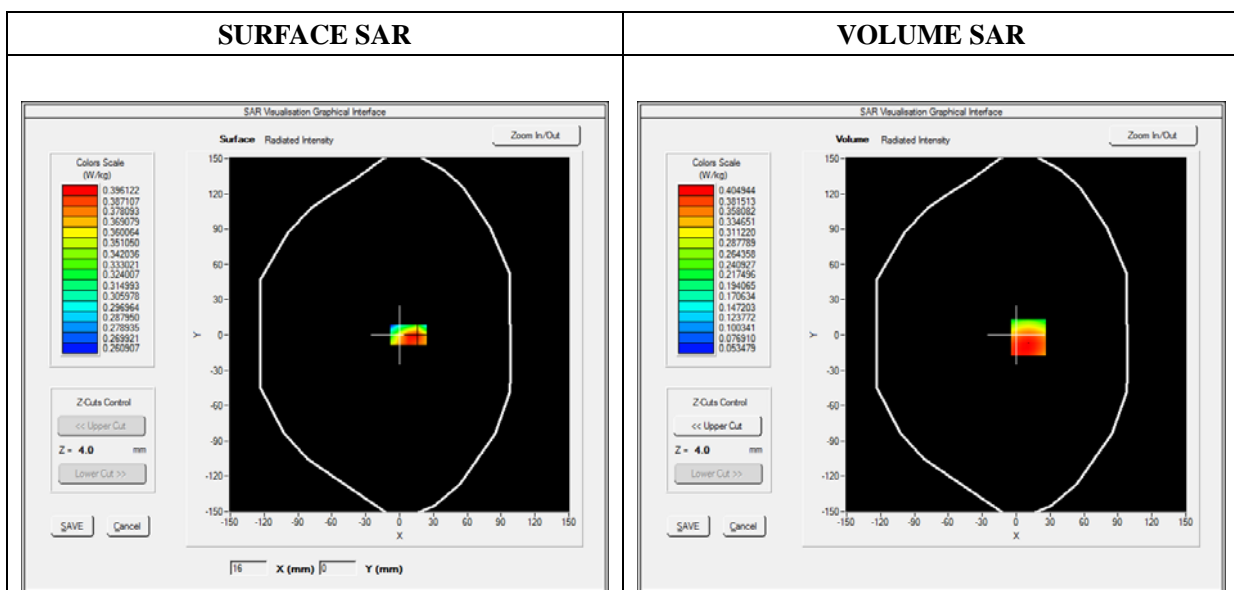 SURFACE SAR
VOLUME SAR
SAR Visualisation Graphical Interface
Surface Radiated Intensity
Zoom In/Out
Colors Scale
(W/kg)
0.396122
0.387107
0.378093
0.369079
0.360064
0.351050
0.342036
0.333021
0.324007
0.314993
0.305978
0.296964
0.287950
0.278935
0.269921
0.260907
Z-Cuts Control
<< Upper Cut
Z = 4.0 mm
Lower Cut >>
SAVE Cancel
150
120
90
60
30
0
-30
-60
-90
-120
-150
Y
-150 -120 -90 -60 -30 0 30 60 90 120 150
X
16 X (mm) 0 Y (mm)
SAR Visualisation Graphical Interface
Volume Radiated Intensity
Zoom In/Out
Colors Scale
(W/kg)
0.404944
0.381513
0.358082
0.334651
0.311220
0.287789
0.264358
0.240927
0.217496
0.194065
0.170634
0.147203
0.123772
0.100341
0.076910
0.053479
Z-Cuts Control
<< Upper Cut
Z = 4.0 mm
Lower Cut >>
SAVE Cancel
150
120
90
60
30
0
-30
-60
-90
-120
-150
Y
-150 -120 -90 -60 -30 0 30 60 90 120 150
X